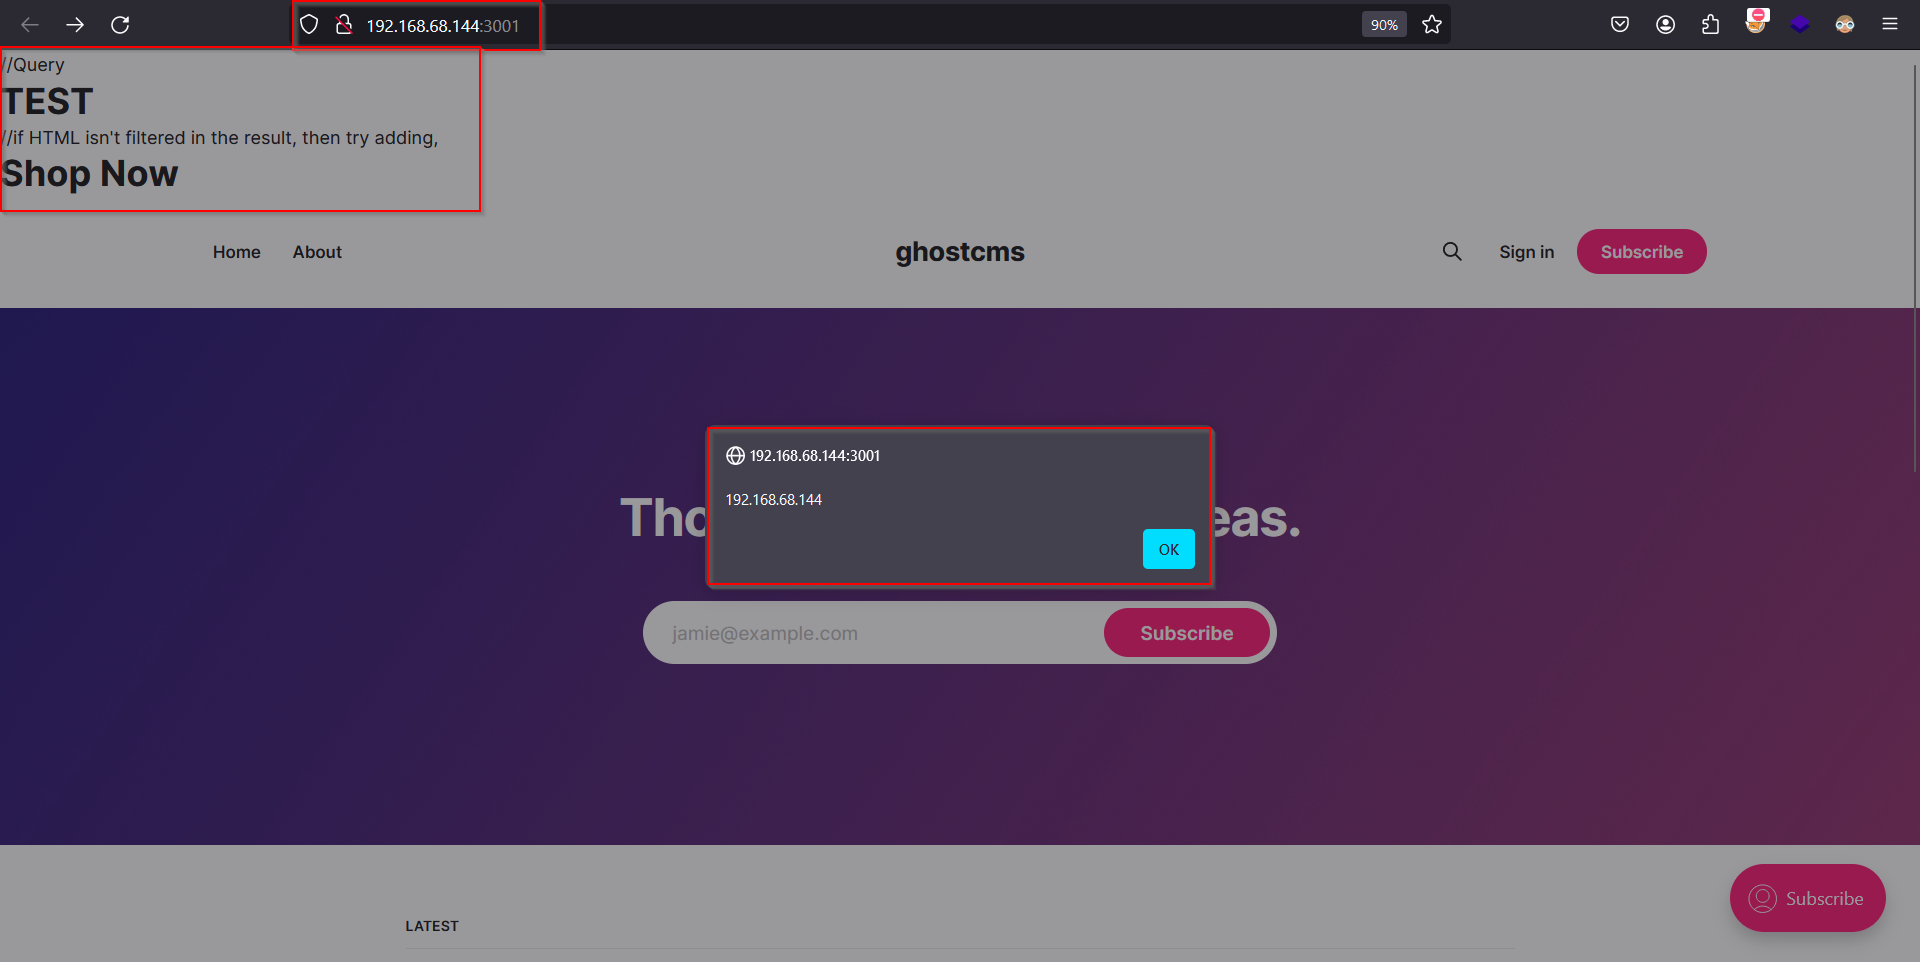 192.168.68.144:3001
90%
//Query
TEST
//if HTML isn't filtered in the result, then try adding,
Shop Now
Home About ghostcms Sign in Subscribe
192.168.68.144:3001
192.168.68.144
OK
Tho eas.
jamie@example.com Subscribe
Subscribe
LATEST